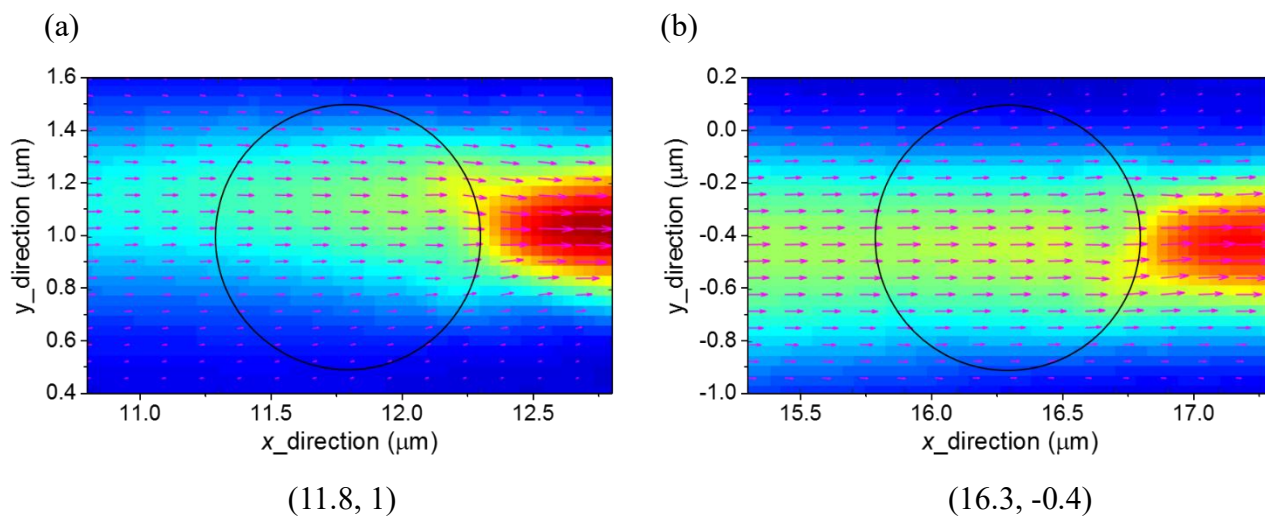 (a)
1.6
1.4
1.2
1.0
0.8
0.6
0.4
y_direction (μm)
11.0 11.5 12.0 12.5
x_direction (μm)
(11.8, 1)
(b)
0.2
0.0
-0.2
-0.4
-0.6
-0.8
-1.0
y_direction (μm)
15.5 16.0 16.5 17.0
x_direction (μm)
(16.3, -0.4)